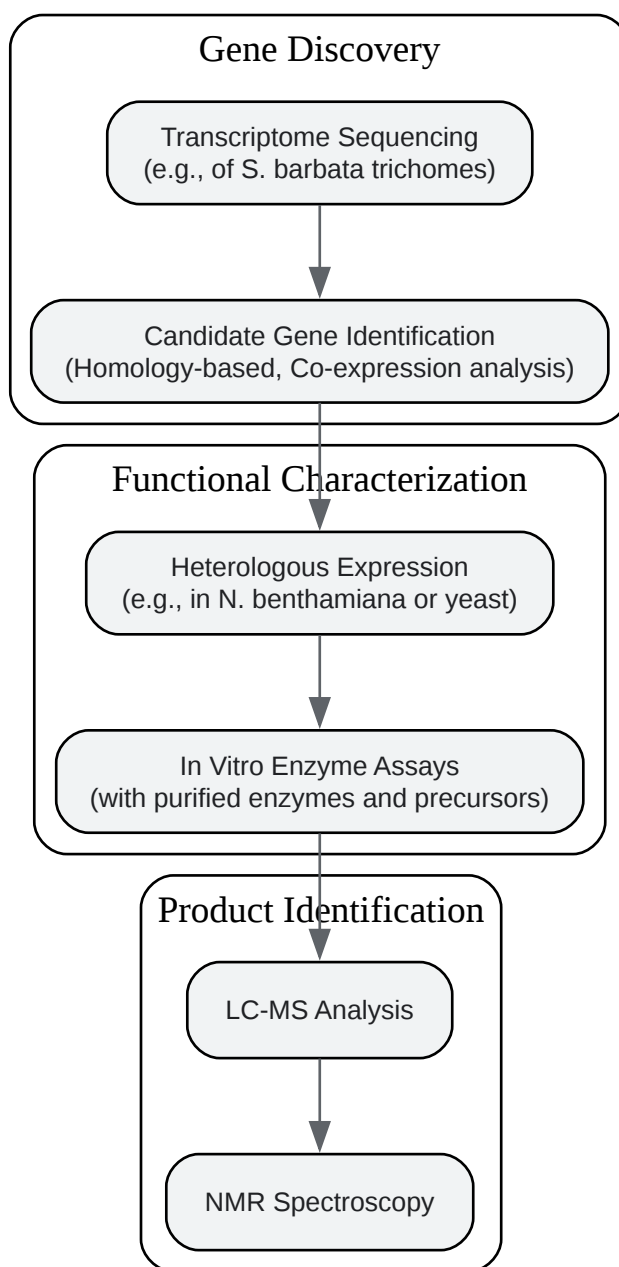 Gene Discovery
Transcriptome Sequencing
(e.g., of S. barbata trichomes)
Candidate Gene Identification
(Homology-based, Co-expression analysis)
Functional Characterization
Heterologous Expression
(e.g., in N. benthamiana or yeast)
In Vitro Enzyme Assays
(with purified enzymes and precursors)
Product Identification
LC-MS Analysis
NMR Spectroscopy